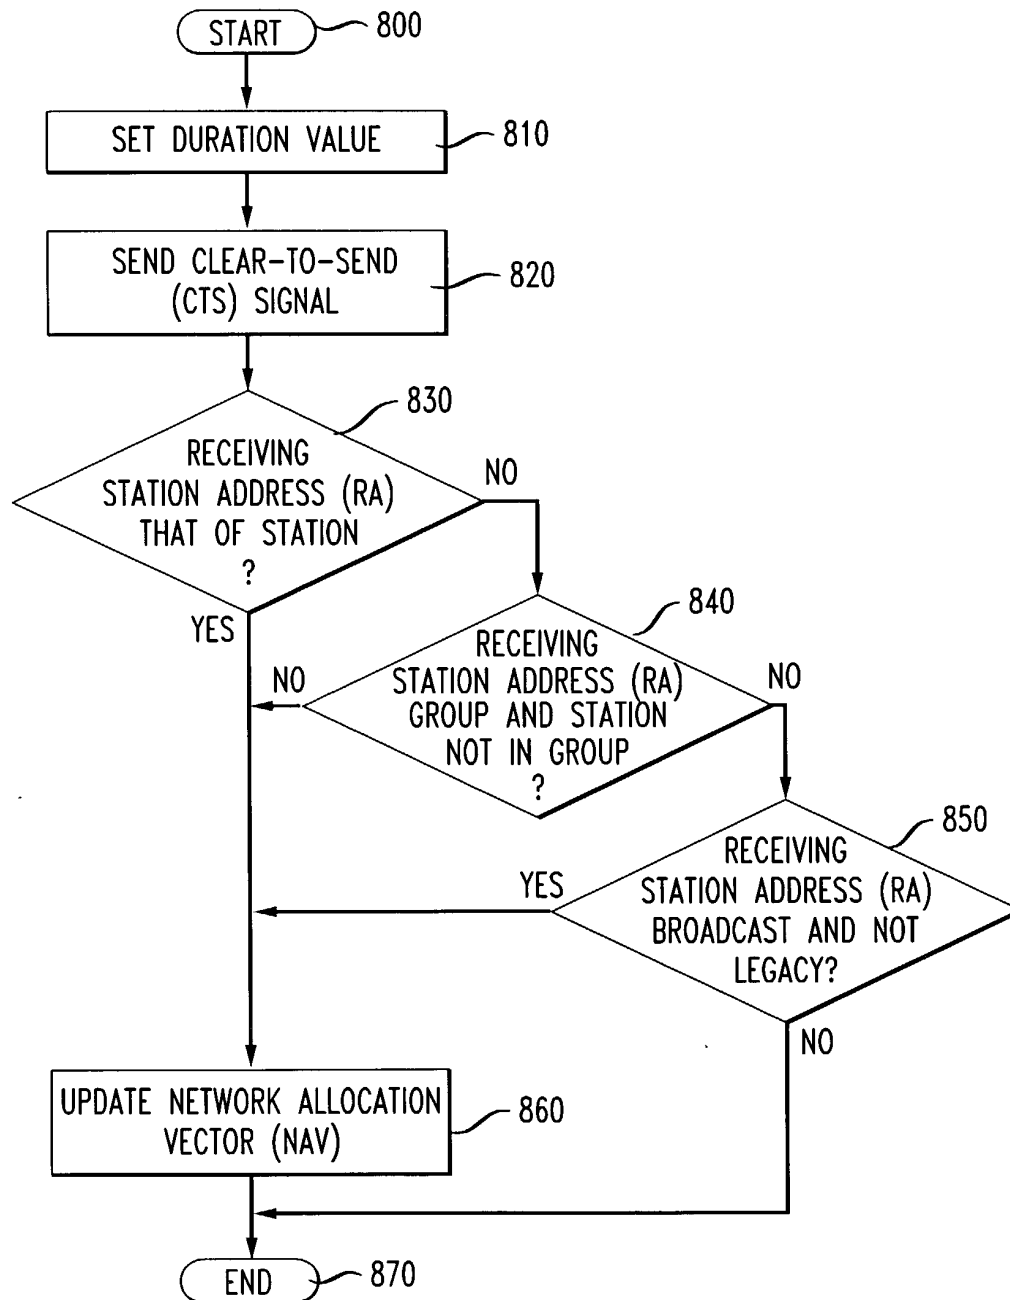 START
800
SET DURATION VALUE
810
SEND CLEAR-TO-SEND
(CTS) SIGNAL
820
830
RECEIVING
STATION ADDRESS (RA)
THAT OF STATION
?
NO
YES
840
RECEIVING
STATION ADDRESS (RA)
GROUP AND STATION
NOT IN GROUP
?
NO
NO
850
RECEIVING
STATION ADDRESS (RA)
BROADCAST AND NOT
LEGACY?
YES
NO
UPDATE NETWORK ALLOCATION
VECTOR (NAV)
860
END
870